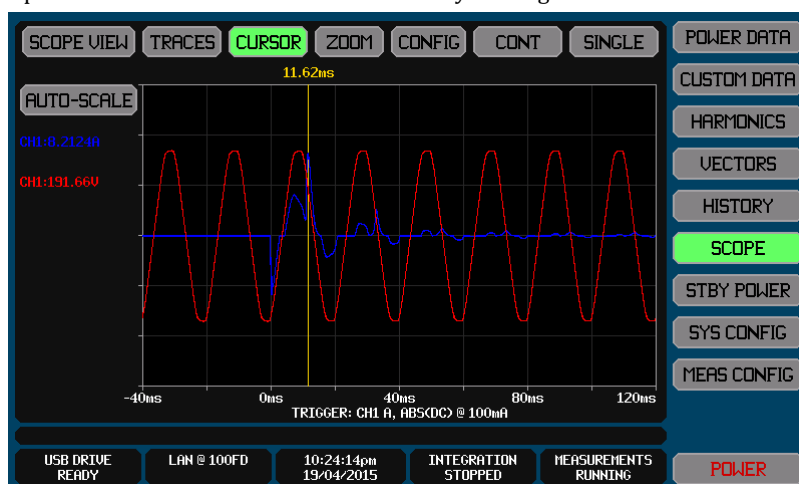 SCOPE VIEW TRACES CURSOR ZOOM CONFIG CONT SINGLE
POWER DATA
11.62ms
CUSTOM DATA
AUTO-SCALE
HARMONICS
CH1:8.2124A
VECTORS
CH1:191.66V
HISTORY
SCOPE
STBY POWER
SYS CONFIG
MEAS CONFIG
-40ms 0ms 40ms 80ms 120ms
TRIGGER: CH1 A, ABS(DC) @ 100mA
USB DRIVE READY
LAN @ 100FD
10:24:14pm
19/04/2015
INTEGRATION STOPPED
MEASUREMENTS RUNNING
POWER